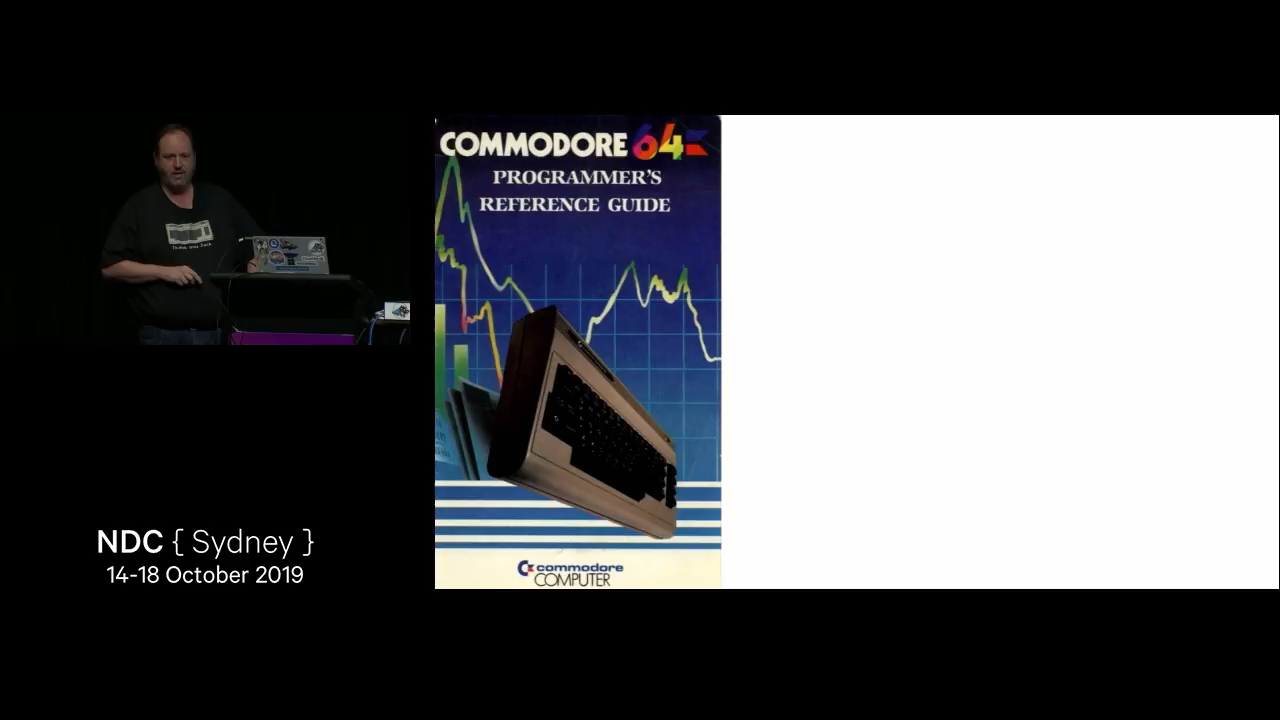 COMMODORE 64
PROGRAMMER'S
REFERENCE GUIDE
commodore
COMPUTER
NDC { Sydney }
14-18 October 2019